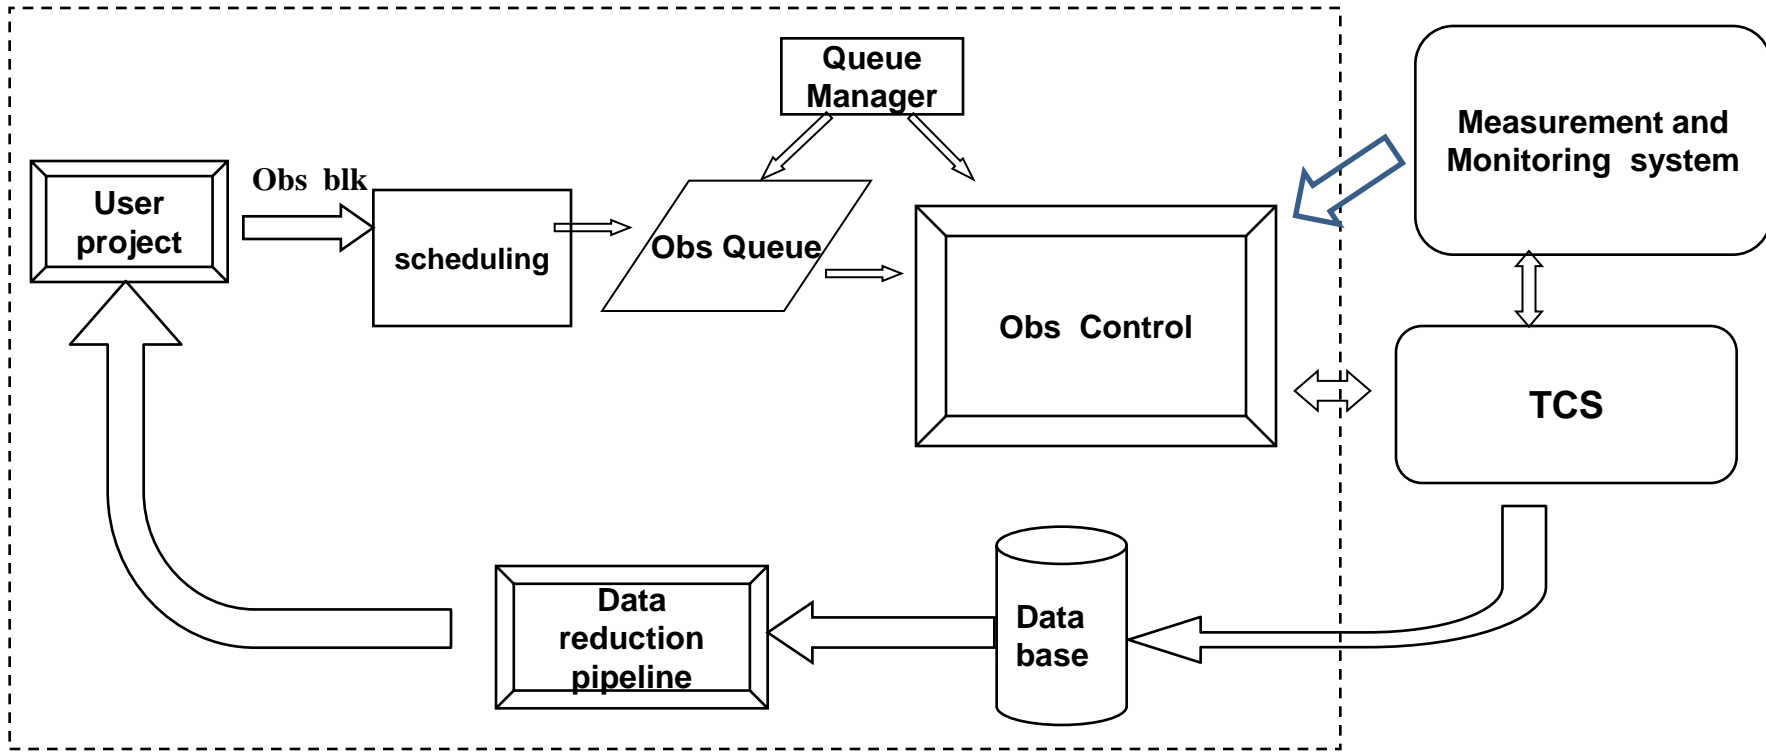 Queue
Manager
Measurement and
Monitoring system
Obs blk
User
project
scheduling
Obs Queue
Obs Control
TCS
Data
reduction
pipeline
Data
base